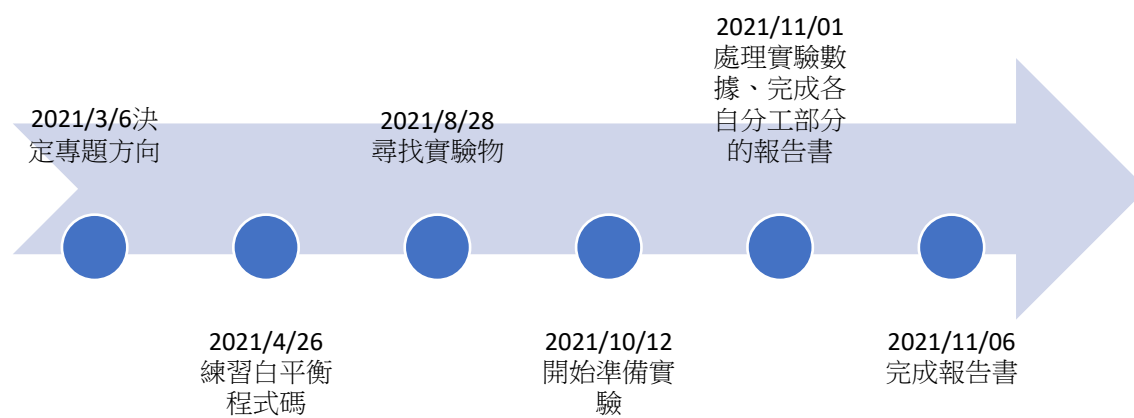 2021/3/6決
定專題方向
2021/4/26
練習白平衡
程式碼
2021/8/28
尋找實驗物
2021/10/12
開始準備實
驗
2021/11/01
處理實驗數
據、完成各
自分工部分
的報告書
2021/11/06
完成報告書